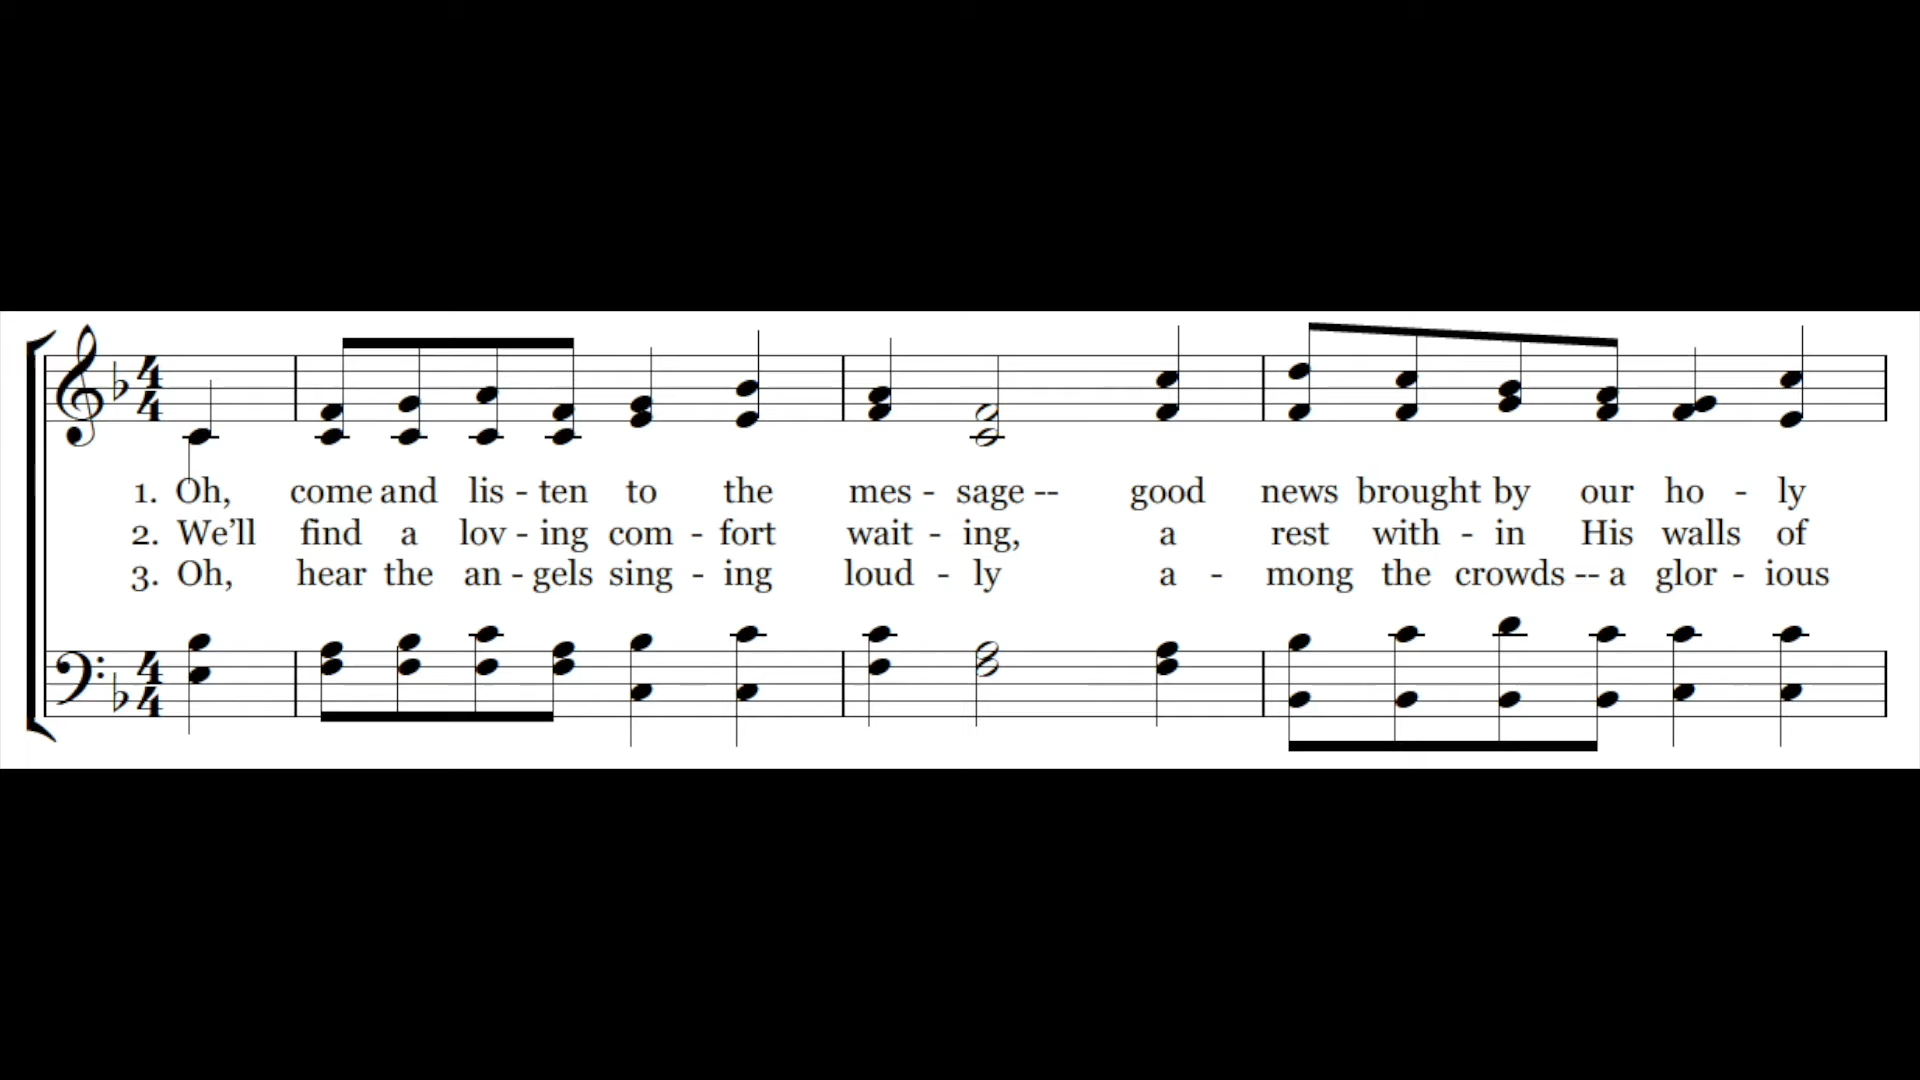 1. Oh, come and lis - ten to the mes - sage -- good news brought by our ho - ly
2. We’ll find a lov - ing com - fort wait - ing, a rest with - in His walls of
3. Oh, hear the an - gels sing - ing loud - ly a - mong the crowds -- a glor - ious